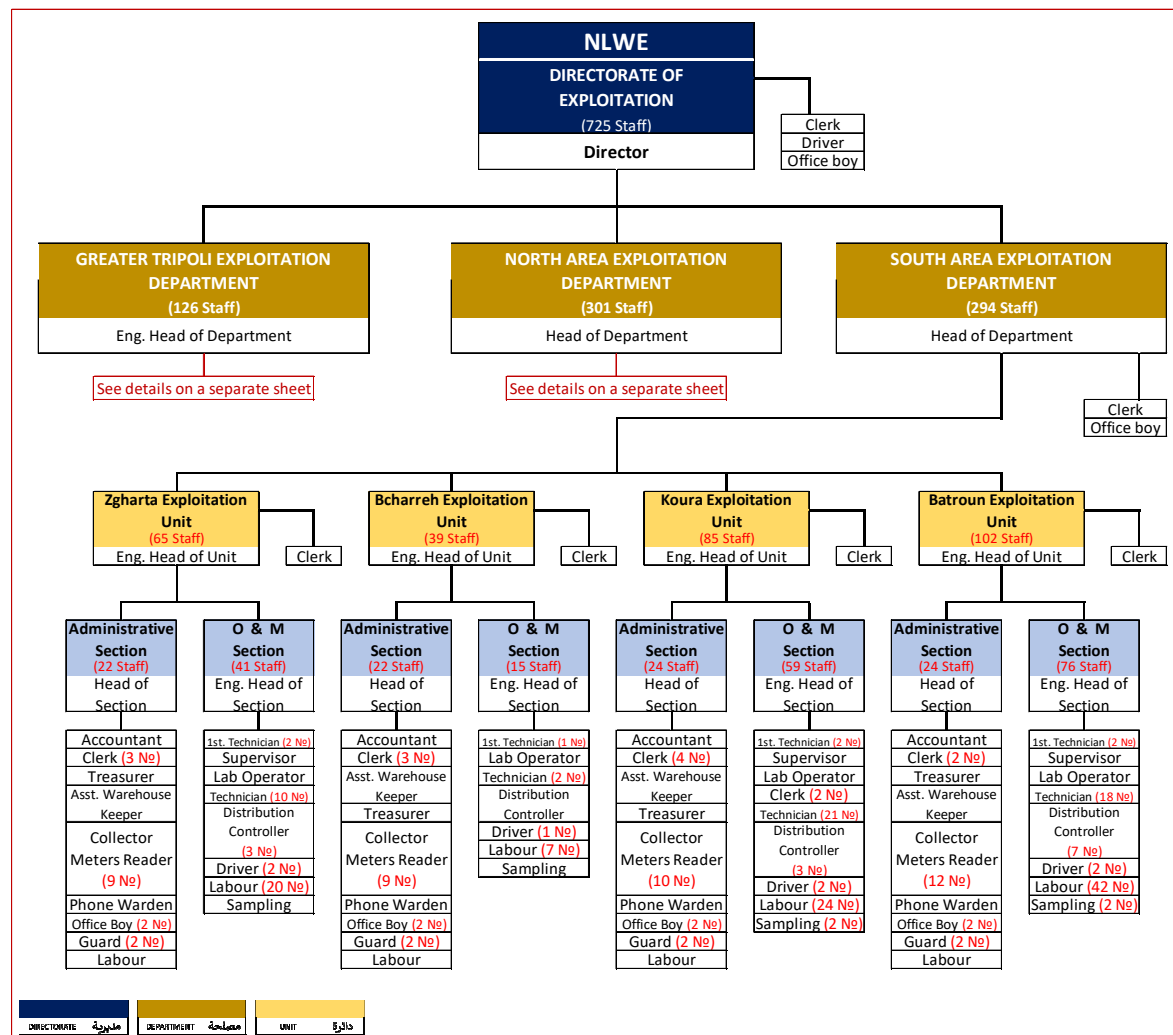 NLWE
DIRECTORATE OF
EXPLOITATION
(725 Staff)
Director
Clerk
Driver
Office boy
GREATER TRIPOLI EXPLOITATION
DEPARTMENT
(126 Staff)
Eng. Head of Department
See details on a separate sheet
NORTH AREA EXPLOITATION
DEPARTMENT
(301 Staff)
Head of Department
See details on a separate sheet
SOUTH AREA EXPLOITATION
DEPARTMENT
(294 Staff)
Head of Department
Clerk
Office boy
Zgharta Exploitation
Unit
(65 Staff)
Eng. Head of Unit
Clerk
Bcharreh Exploitation
Unit
(39 Staff)
Eng. Head of Unit
Clerk
Koura Exploitation
Unit
(85 Staff)
Eng. Head of Unit
Clerk
Batroun Exploitation
Unit
(102 Staff)
Eng. Head of Unit
Clerk
Administrative
Section
(22 Staff)
Head of
Section
Accountant
Clerk (3 №)
Treasurer
Asst. Warehouse
Keeper
Collector
Meters Reader
(9 №)
Phone Warden
Office Boy (2 №)
Guard (2 №)
Labour
O & M
Section
(41 Staff)
Eng. Head of
Section
1st. Technician (2 №)
Supervisor
Lab Operator
Technician (10 №)
Distribution
Controller
(3 №)
Driver (2 №)
Labour (20 №)
Sampling
Administrative
Section
(22 Staff)
Head of
Section
Accountant
Clerk (3 №)
Asst. Warehouse
Keeper
Treasurer
Collector
Meters Reader
(9 №)
Phone Warden
Office Boy (2 №)
Guard (2 №)
Labour
O & M
Section
(15 Staff)
Eng. Head of
Section
1st. Technician (1 №)
Lab Operator
Technician (2 №)
Distribution
Controller
Driver (1 №)
Labour (7 №)
Sampling
Administrative
Section
(24 Staff)
Head of
Section
Accountant
Clerk (4 №)
Asst. Warehouse
Keeper
Treasurer
Collector
Meters Reader
(10 №)
Phone Warden
Office Boy (2 №)
Guard (2 №)
Labour
O & M
Section
(59 Staff)
Eng. Head of
Section
1st. Technician (2 №)
Supervisor
Lab Operator
Clerk (2 №)
Technician (21 №)
Distribution
Controller
(3 №)
Driver (2 №)
Labour (24 №)
Sampling (2 №)
Administrative
Section
(24 Staff)
Head of
Section
Accountant
Clerk (2 №)
Treasurer
Asst. Warehouse
Keeper
Collector
Meters Reader
(12 №)
Phone Warden
Office Boy (2 №)
Guard (2 №)
Labour
O & M
Section
(76 Staff)
Eng. Head of
Section
1st. Technician (2 №)
Supervisor
Lab Operator
Technician (18 №)
Distribution
Controller
(7 №)
Driver (2 №)
Labour (42 №)
Sampling (2 №)
DIRECTORATE مديرية
DEPARTMENT مصلحة
UNIT دائرة